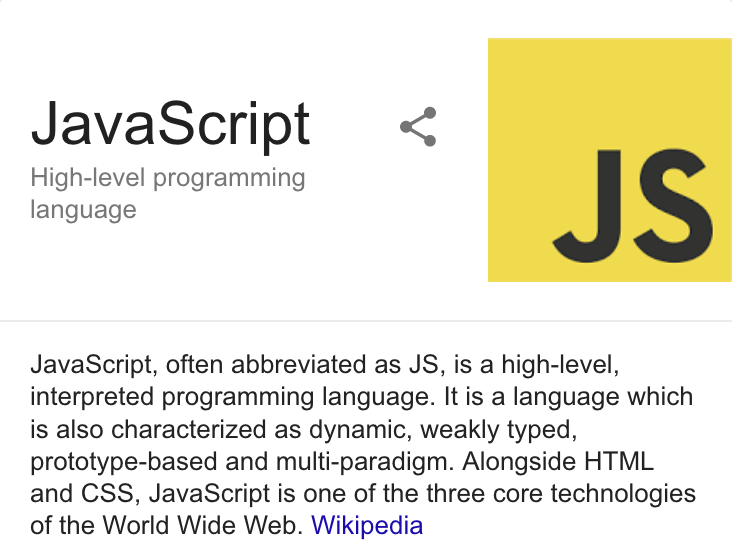 JavaScript
High-level programming
language
JS
JavaScript, often abbreviated as JS, is a high-level,
interpreted programming language. It is a language which
is also characterized as dynamic, weakly typed,
prototype-based and multi-paradigm. Alongside HTML
and CSS, JavaScript is one of the three core technologies
of the World Wide Web. Wikipedia